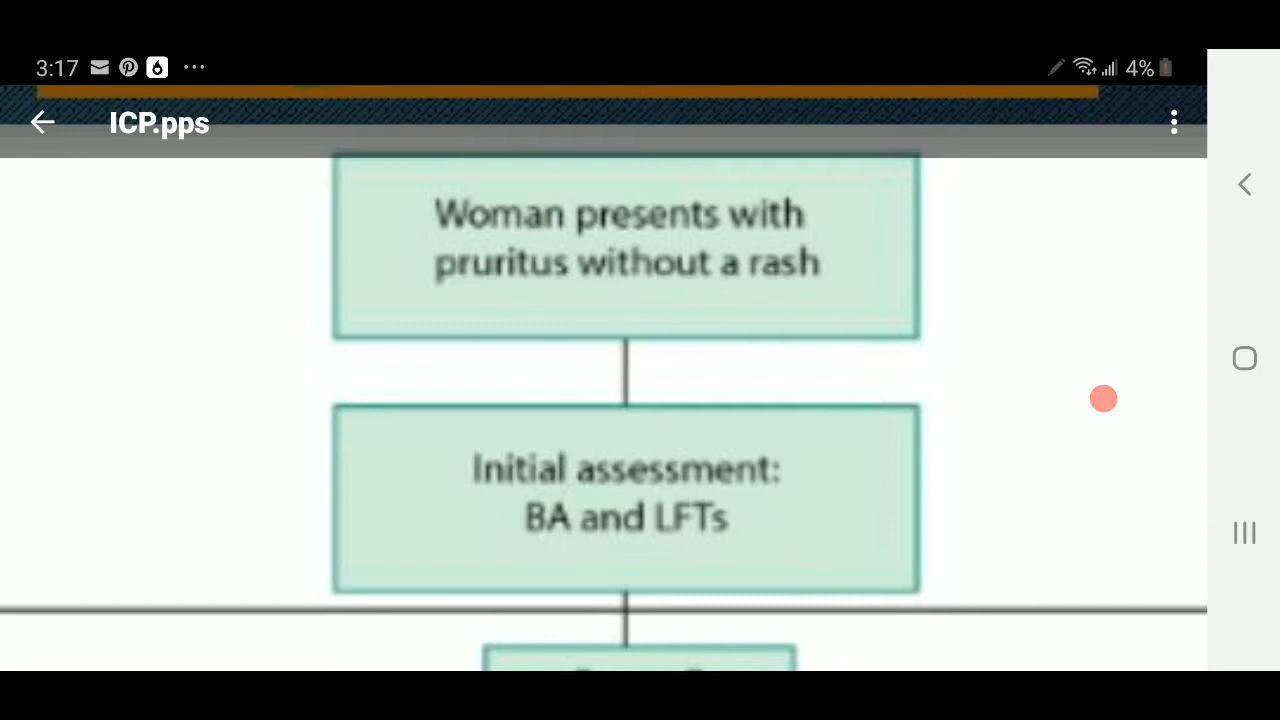 3:17
4%
ICP.pps
Woman presents with
pruritus without a rash
Initial assessment:
BA and LFTs